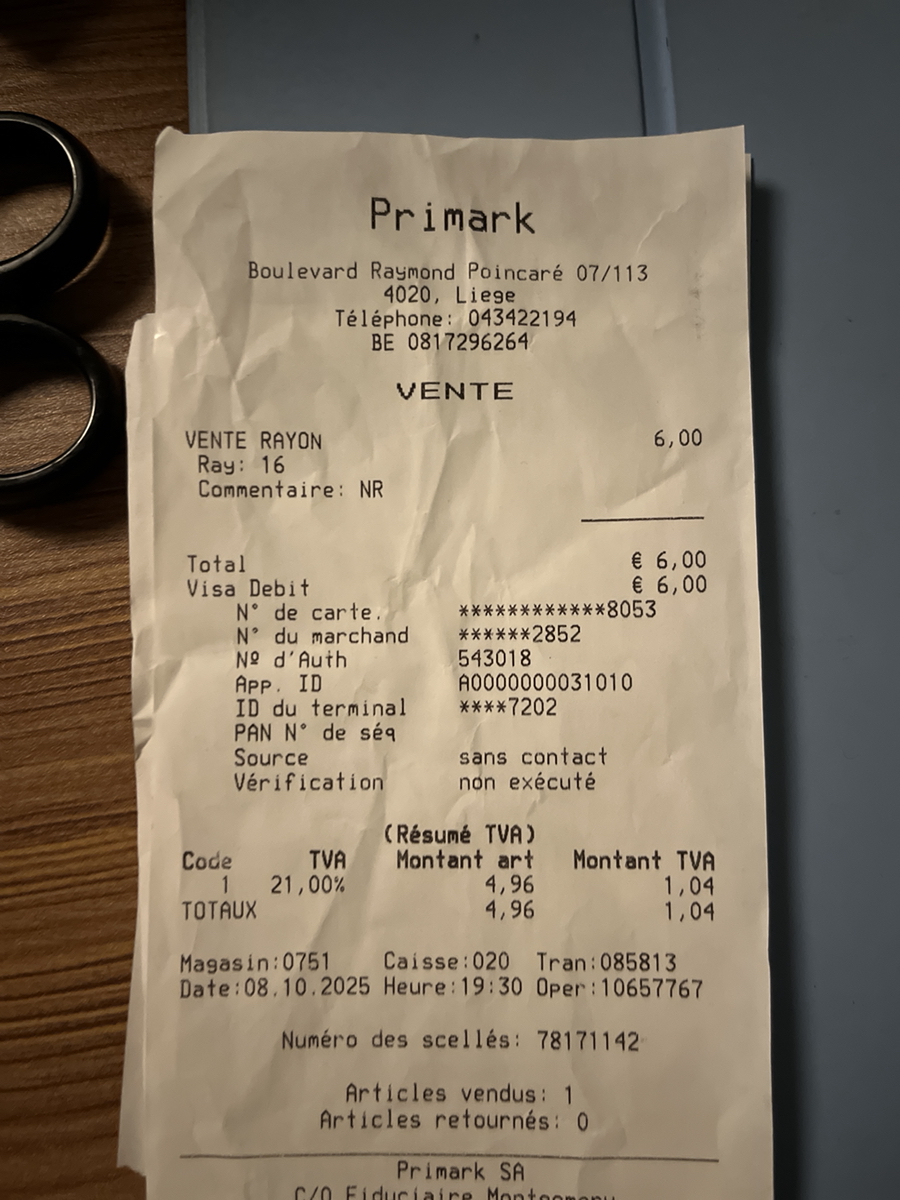 Primark
Boulevard Raymond Poincaré 07/113
4020, Liege
Téléphone: 043422194
BE 0817296264
VENTE
VENTE RAYON 6,00
Ray: 16
Commentaire: NR
Total € 6,00
Visa Debit € 6,00
N° de carte. ************8053
N° du marchand ******2852
Nº d'Auth 543018
App. ID A0000000031010
ID du terminal ****7202
PAN N° de séq
Source sans contact
Vérification non exécuté
(Résumé TVA)
Code TVA Montant art Montant TVA
1 21,00% 4,96 1,04
TOTAUX 4,96 1,04
Magasin:0751 Caisse:020 Tran:085813
Date:08.10.2025 Heure:19:30 Oper:10657767
Numéro des scellés: 78171142
Articles vendus: 1
Articles retournés: 0
Primark SA
C/O Fiduciaire Montgomery